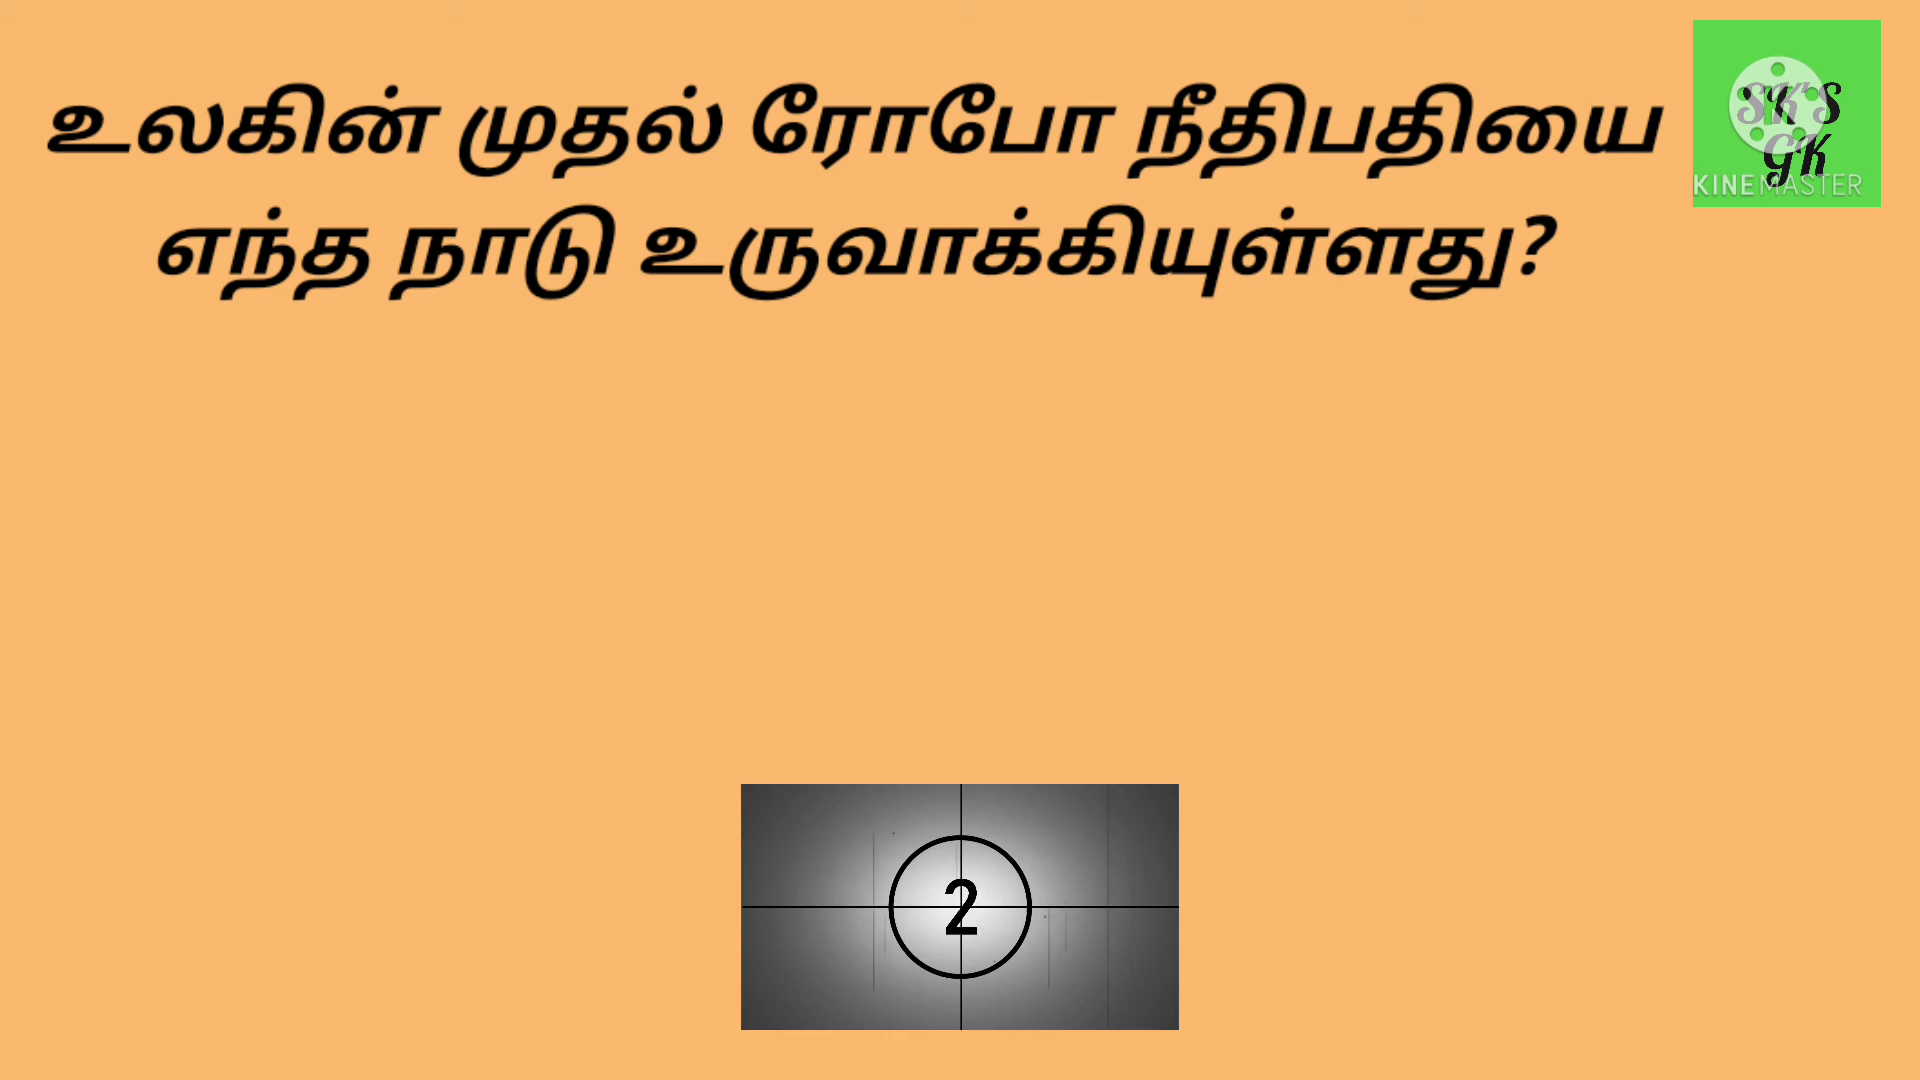 உலகின் முதல் ரோபோ நீதிபதியை
எந்த நாடு உருவாக்கியுள்ளது?
SK'S
GK
KINEMASTER
2